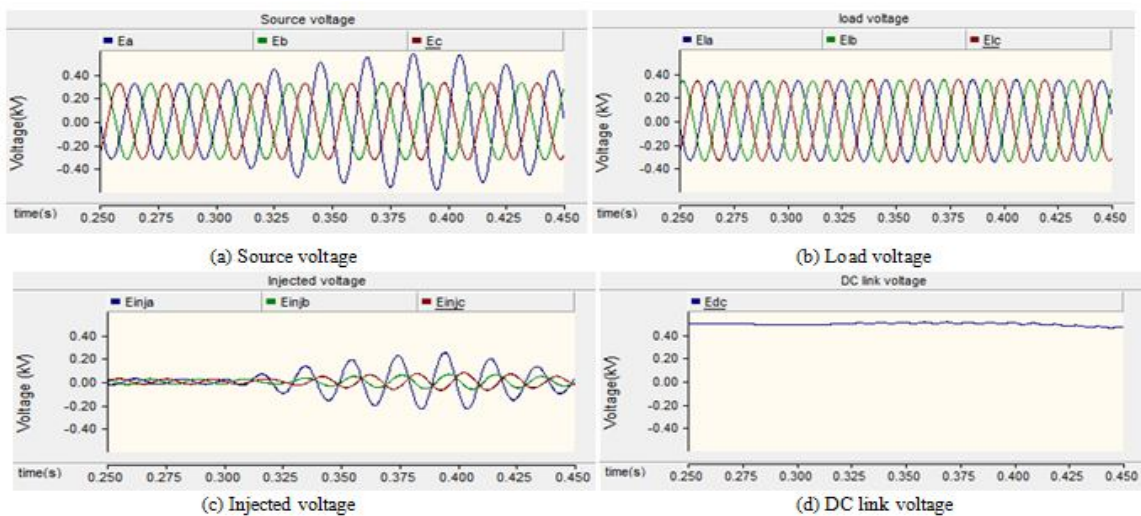 Source voltage
Ea Eb Ec
0.40
0.20
0.00
-0.20
-0.40
Voltage(kV)
time(s) 0.250 0.275 0.300 0.325 0.350 0.375 0.400 0.425 0.450
(a) Source voltage
load voltage
Ela Elb Elc
0.40
0.20
0.00
-0.20
-0.40
Voltage(kV)
time(s) 0.250 0.275 0.300 0.325 0.350 0.375 0.400 0.425 0.450
(b) Load voltage
Injected voltage
Einja Einjb Einjc
0.40
0.20
0.00
-0.20
-0.40
Voltage (kV)
time(s) 0.250 0.275 0.300 0.325 0.350 0.375 0.400 0.425 0.450
(c) Injected voltage
DC link voltage
Edc
0.40
0.20
0.00
-0.20
-0.40
Voltage(kV)
time(s) 0.250 0.275 0.300 0.325 0.350 0.375 0.400 0.425 0.450
(d) DC link voltage